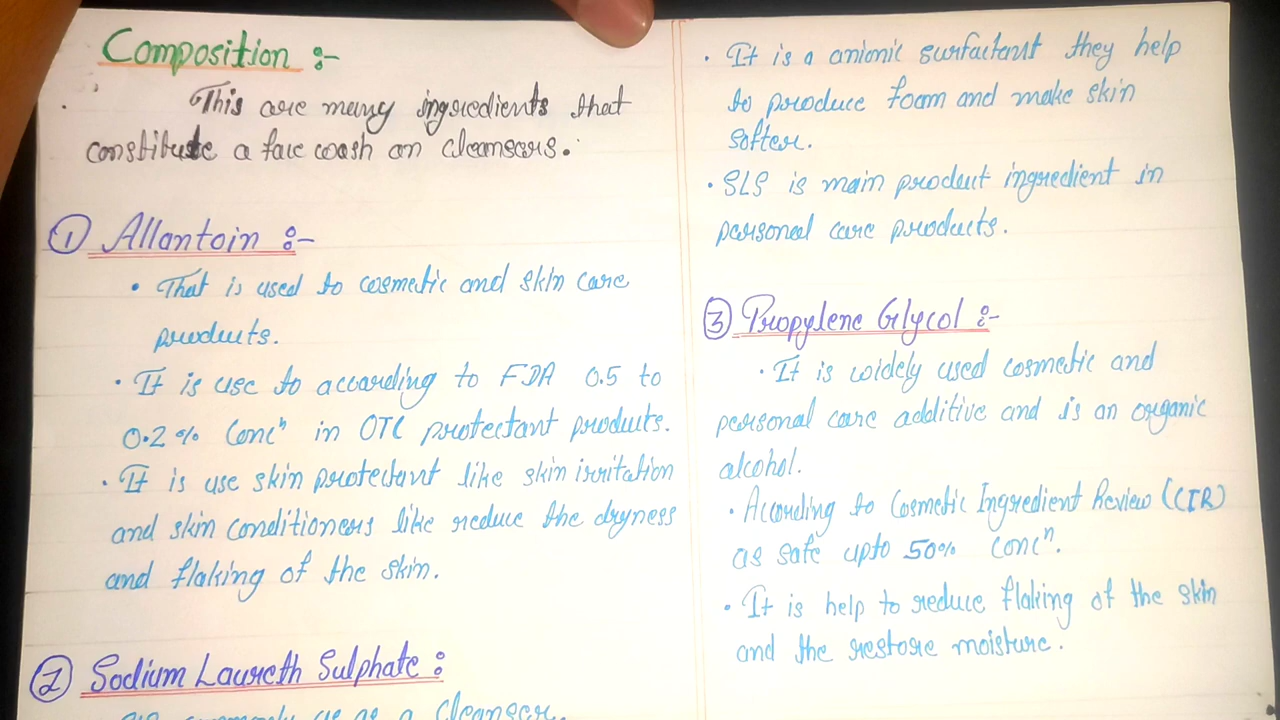 Composition :-
This are many ingredients that
constitute a face wash an cleansers.
① Allantoin :-
• That is used to cosmetic and skin care
products.
• It is use to according to FDA 0.5 to
0.2% Concⁿ in OTC protectant products.
• It is use skin protectant like skin irritation
and skin conditioners like reduce the dryness
and flaking of the skin.
② Sodium Laureth Sulphate :
as a cleanser.
• It is a anionic surfactant they help
to produce foam and make skin
softer.
• SLS is main product ingredient in
personal care products.
③ Propylene Glycol :-
• It is widely used cosmetic and
personal care additive and is an organic
alcohol.
• According to Cosmetic Ingredient Review (CIR)
as safe upto 50% Concⁿ.
• It is help to reduce flaking of the skin
and the restore moisture.